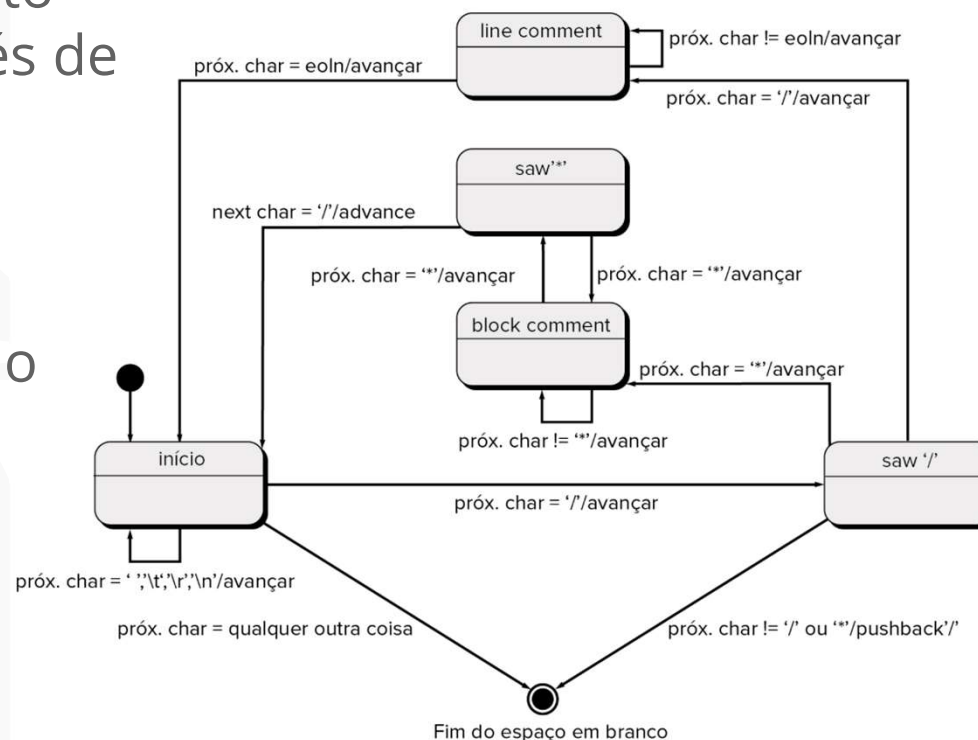 to
és de
o
line comment
próx. char != eoln/avançar
próx. char = eoln/avançar
próx. char = ‘/’/avançar
saw’*’
next char = ‘/’/advance
próx. char = ‘*’/avançar
próx. char = ‘*’/avançar
block comment
próx. char = ‘*’/avançar
próx. char != ‘*’/avançar
início
saw ‘/’
próx. char = ‘/’/avançar
próx. char = ‘ ’,’\t‘,’\r’,’\n’/avançar
próx. char = qualquer outra coisa
próx. char != ‘/’ ou ‘*’/pushback’/’
Fim do espaço em branco